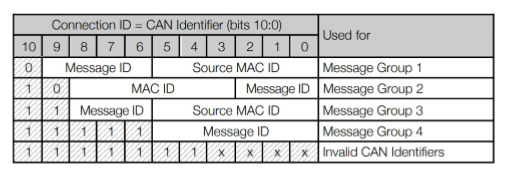 Connection ID = CAN Identifier (bits 10:0) Used for
10 9 8 7 6 5 4 3 2 1 0
0 Message ID Source MAC ID Message Group 1
1 0 MAC ID Message ID Message Group 2
1 1 Message ID Source MAC ID Message Group 3
1 1 1 1 1 Message ID Message Group 4
1 1 1 1 1 1 1 x x x x Invalid CAN Identifiers